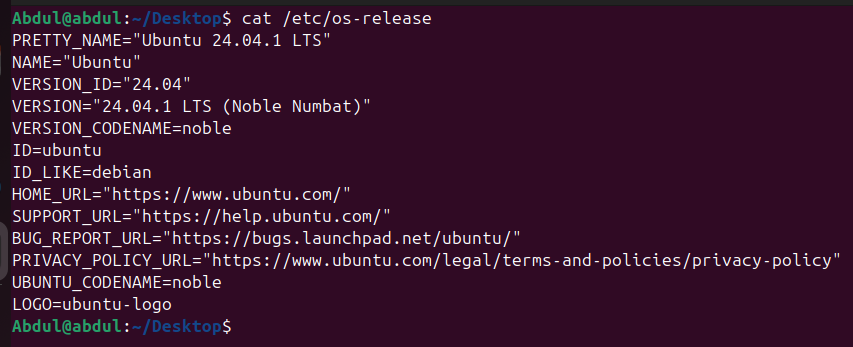 Abdul@abdul:~/Desktop$ cat /etc/os-release
PRETTY_NAME="Ubuntu 24.04.1 LTS"
NAME="Ubuntu"
VERSION_ID="24.04"
VERSION="24.04.1 LTS (Noble Numbat)"
VERSION_CODENAME=noble
ID=ubuntu
ID_LIKE=debian
HOME_URL="https://www.ubuntu.com/"
SUPPORT_URL="https://help.ubuntu.com/"
BUG_REPORT_URL="https://bugs.launchpad.net/ubuntu/"
PRIVACY_POLICY_URL="https://www.ubuntu.com/legal/terms-and-policies/privacy-policy"
UBUNTU_CODENAME=noble
LOGO=ubuntu-logo
Abdul@abdul:~/Desktop$